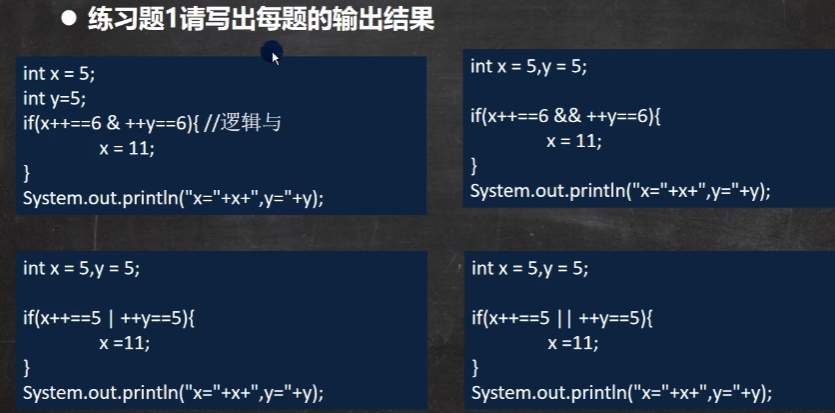 ● 练习题1请写出每题的输出结果
int x = 5;
int y=5;
if(x++==6 & ++y==6){ //逻辑与
x = 11;
}
System.out.println("x="+x+",y="+y);
int x = 5,y = 5;
if(x++==6 && ++y==6){
x = 11;
}
System.out.println("x="+x+",y="+y);
int x = 5,y = 5;
if(x++==5 | ++y==5){
x =11;
}
System.out.println("x="+x+",y="+y);
int x = 5,y = 5;
if(x++==5 || ++y==5){
x =11;
}
System.out.println("x="+x+",y="+y);